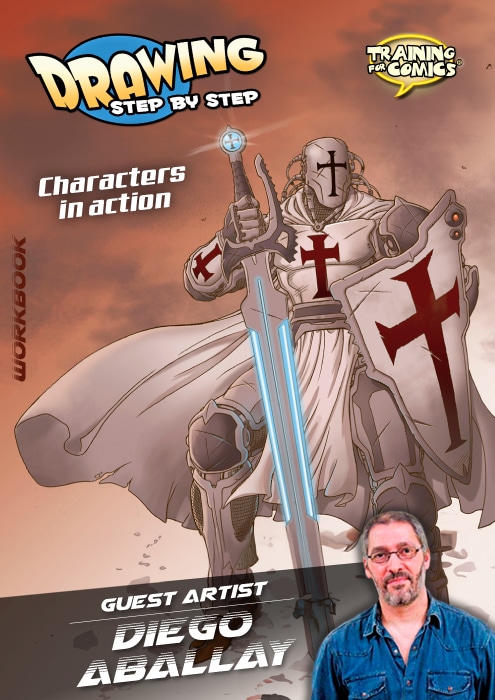 DRAWING
STEP BY STEP
TRAINING
FOR COMICS®
Characters
in action
WORKBOOK
GUEST ARTIST
DIEGO
ABALLAY